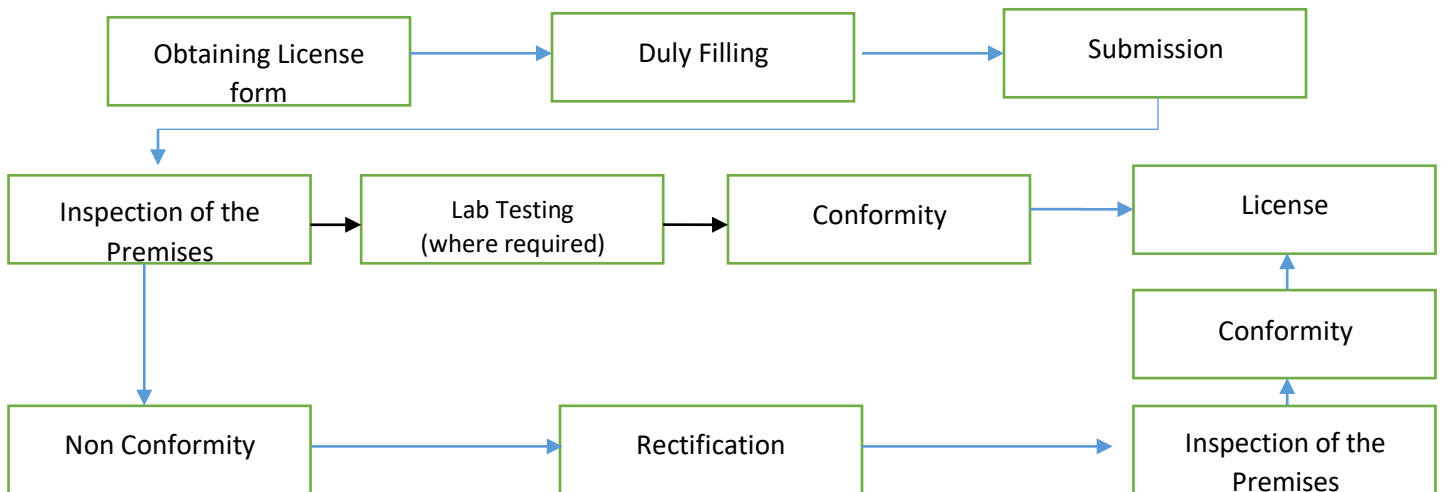 Obtaining License
form
Duly Filling
Submission
Inspection of the
Premises
Lab Testing
(where required)
Conformity
License
Conformity
Non Conformity
Rectification
Inspection of the
Premises